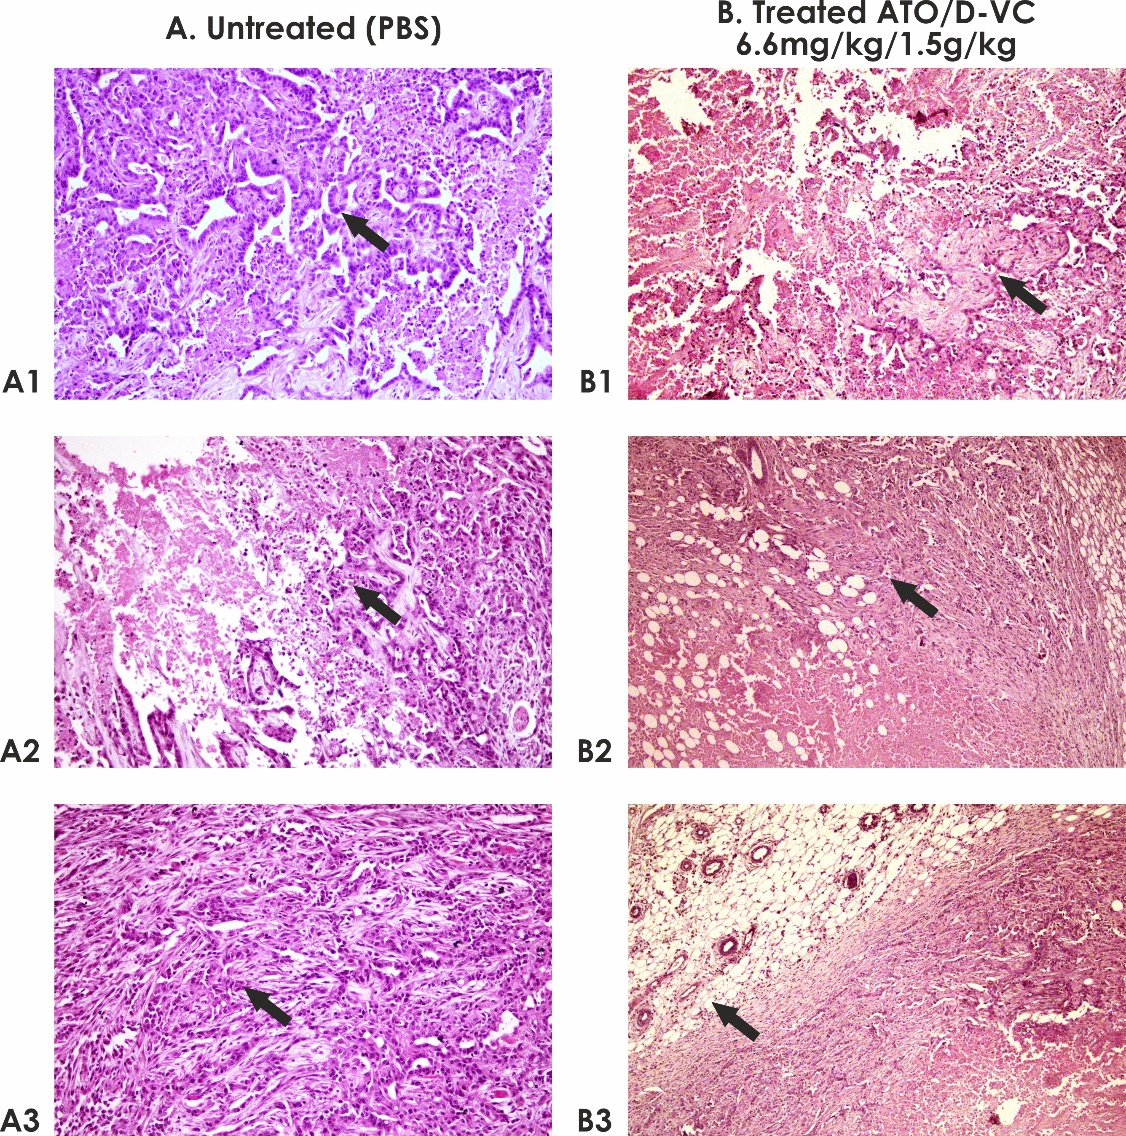 A. Untreated (PBS)
B. Treated ATO/D-VC
6.6mg/kg/1.5g/kg
A1
B1
A2
B2
A3
B3